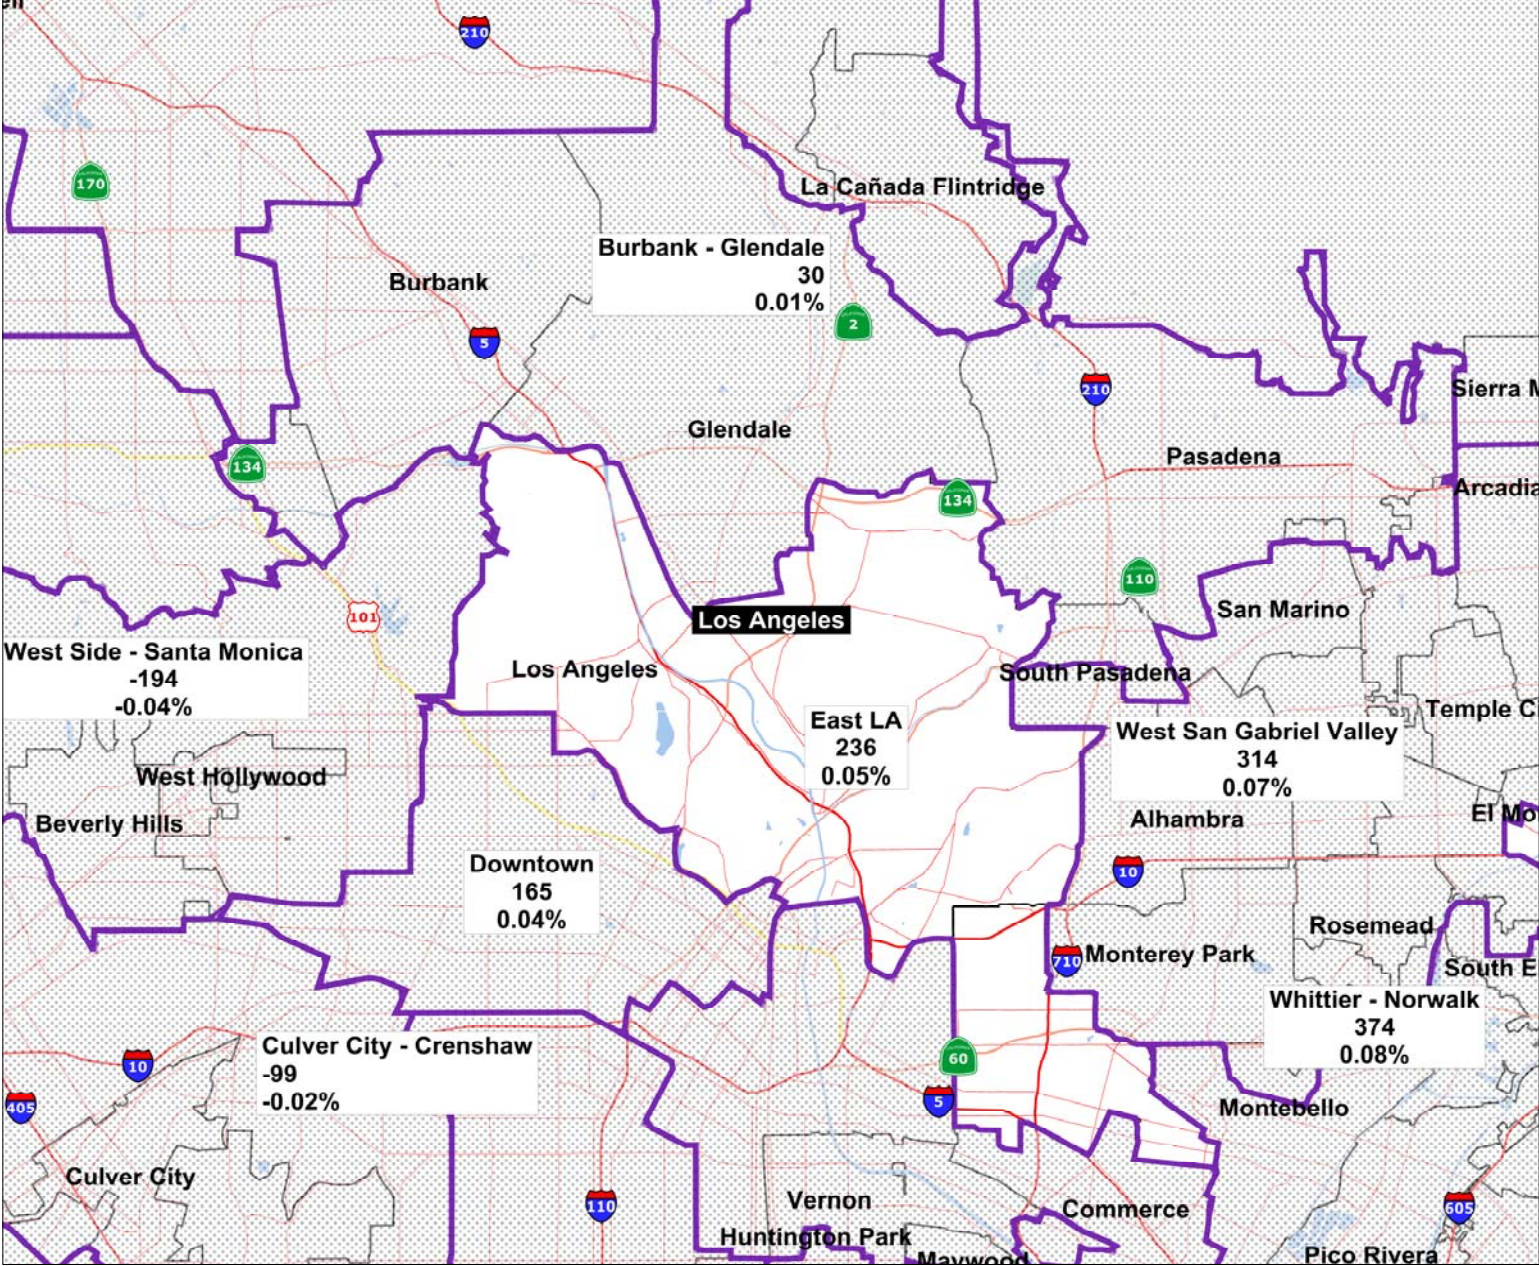 210
170
La Cañada Flintridge
Burbank - Glendale
30
0.01%
Burbank
2
5
210
Sierra M
Glendale
Pasadena
134
134
Arcadia
110
San Marino
101
Los Angeles
West Side - Santa Monica
-194
-0.04%
Los Angeles
South Pasadena
East LA
236
0.05%
Temple C
West San Gabriel Valley
314
0.07%
West Hollywood
Beverly Hills
Alhambra
El Mo
Downtown
165
0.04%
10
Rosemead
Monterey Park
710
South E
Whittier - Norwalk
374
0.08%
Culver City - Crenshaw
-99
-0.02%
10
60
405
5
Montebello
Culver City
110
Vernon
Commerce
605
Huntington Park
Maywood
Pico Rivera